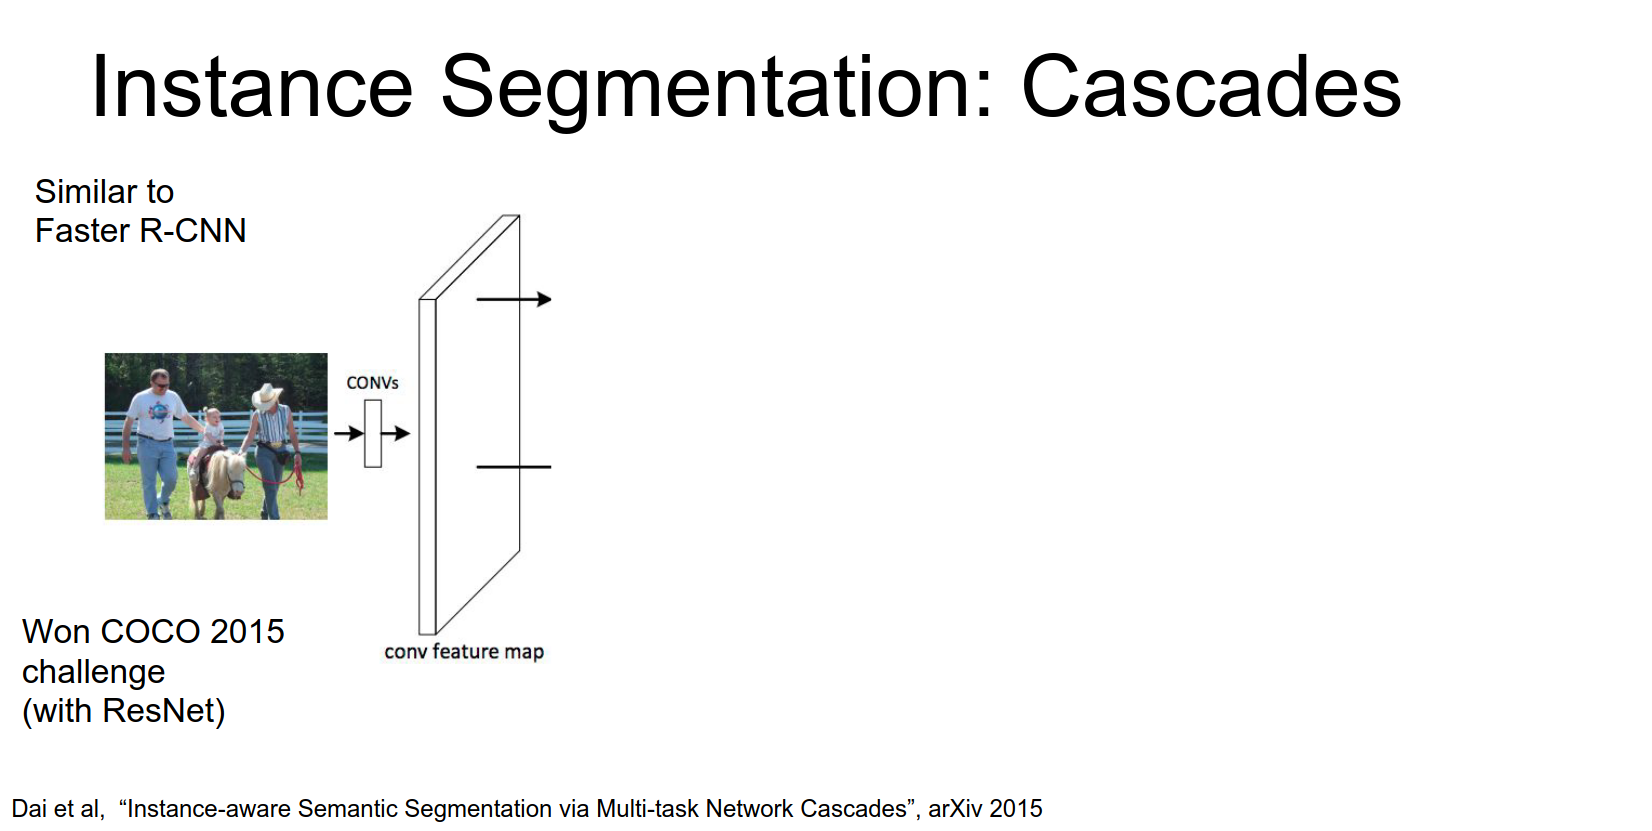 Instance Segmentation: Cascades
Similar to
Faster R-CNN
CONVs
conv feature map
Won COCO 2015
challenge
(with ResNet)
Dai et al,  “Instance-aware Semantic Segmentation via Multi-task Network Cascades”, arXiv 2015